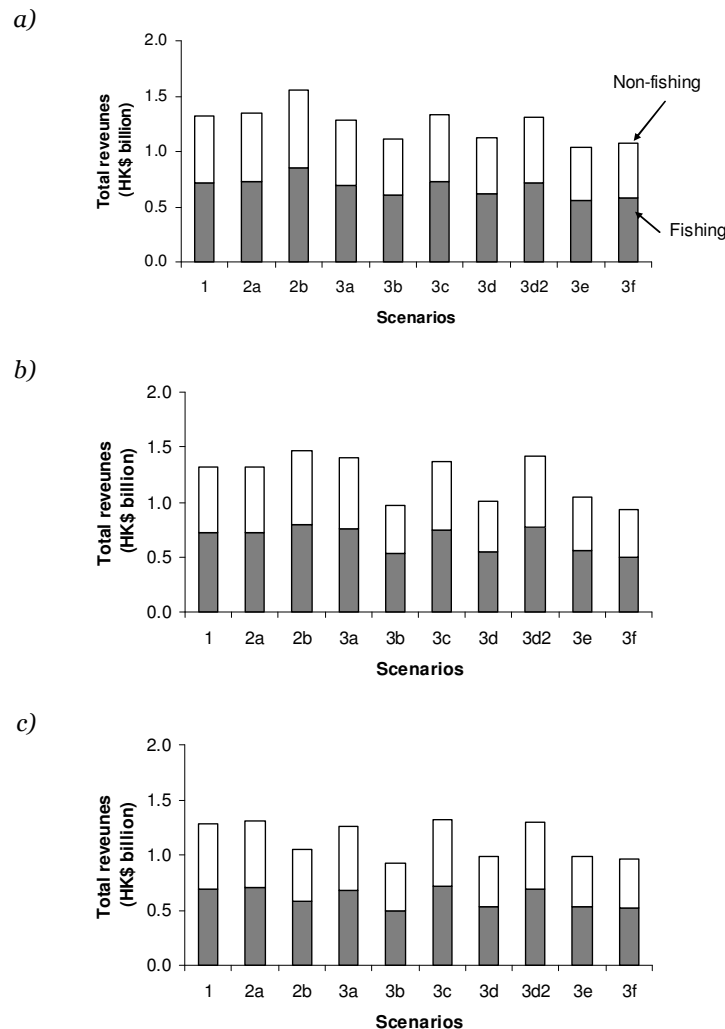 a)
Total reveunes
(HK$ billion)
2.0
1.5
1.0
0.5
0.0
Non-fishing
Fishing
1 2a 2b 3a 3b 3c 3d 3d2 3e 3f
Scenarios
b)
Total reveunes
(HK$ billion)
2.0
1.5
1.0
0.5
0.0
1 2a 2b 3a 3b 3c 3d 3d2 3e 3f
Scenarios
c)
Total reveunes
(HK$ billion)
2.0
1.5
1.0
0.5
0.0
1 2a 2b 3a 3b 3c 3d 3d2 3e 3f
Scenarios